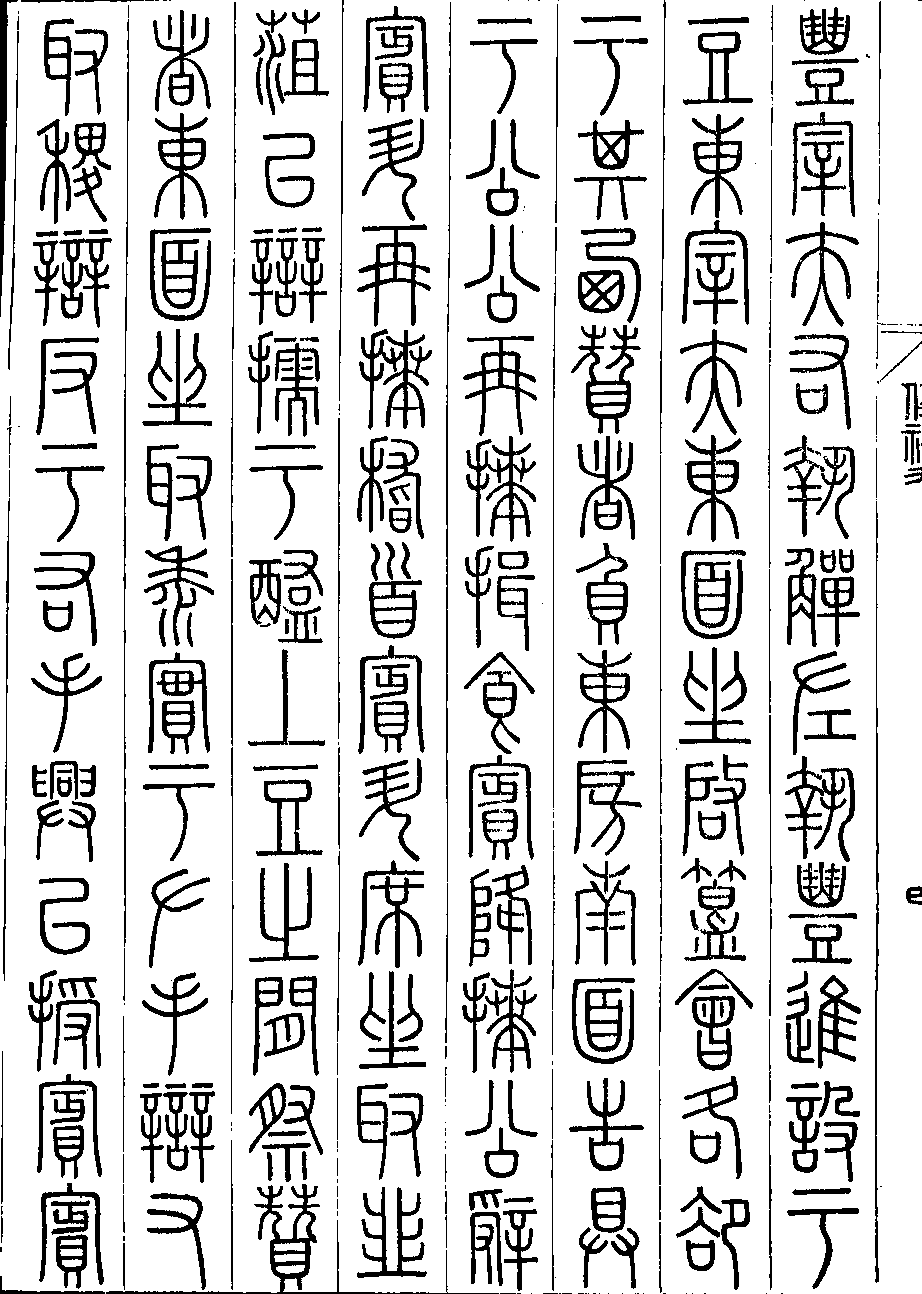 豐宰夫右執觶左執豐進設于
豆東宰夫東面坐啟簋會各卻
于其西贊者負東房南面告具
于公公再拜揖食賓降拜公辭
賓升再拜稽首賓升席坐取韭
菹以辯擩于醢上豆之間祭贊
者東面坐取黍實于左手辯又
取稷辯反于右手興以授賓賓